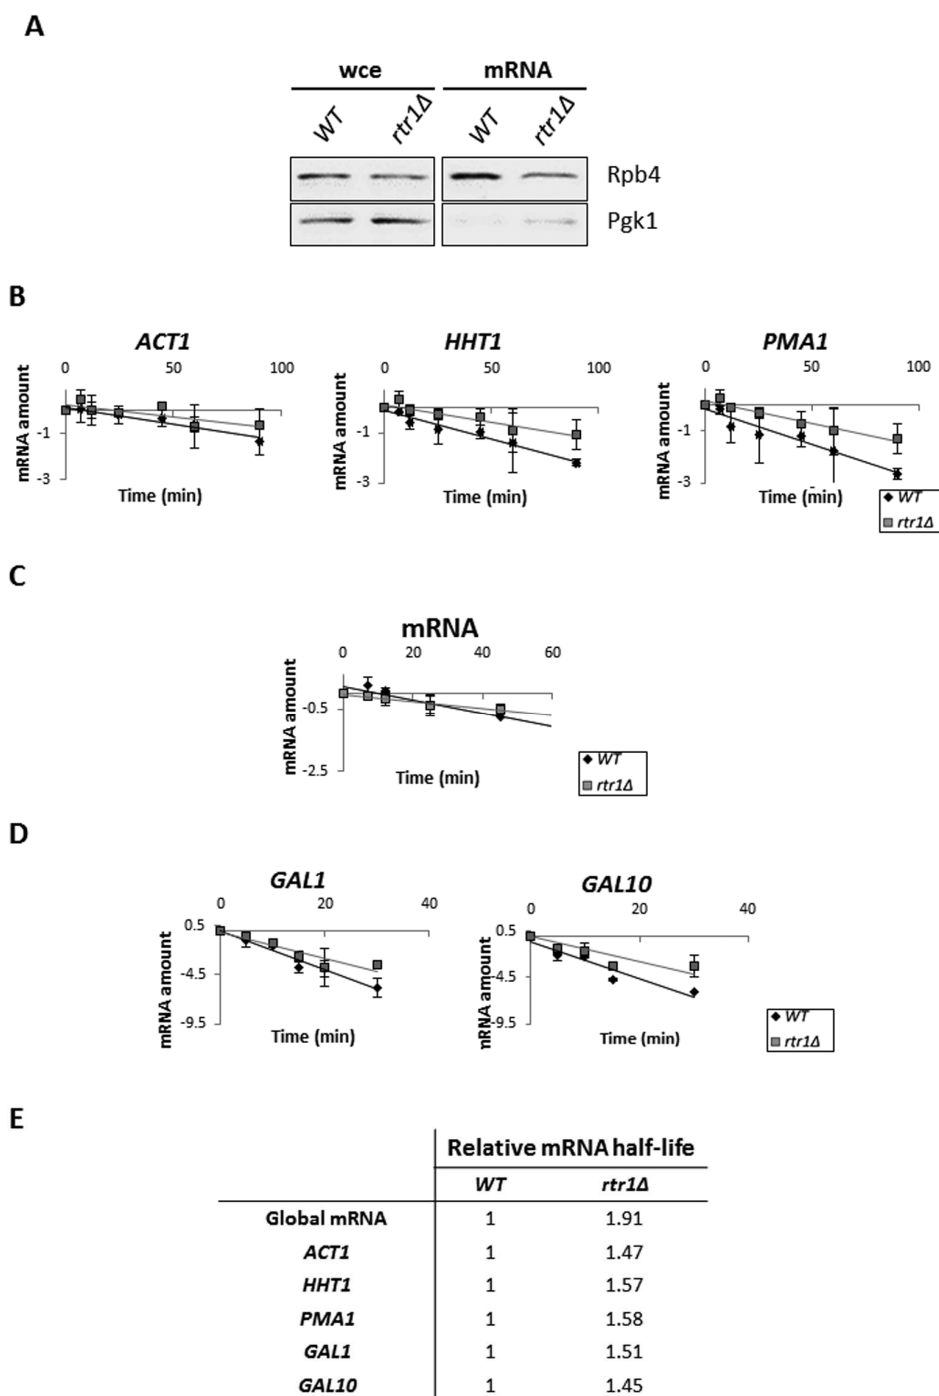 A
wce mRNA
WT rtr1Δ WT rtr1Δ
Rpb4
Pgk1
B
ACT1
0 50 100
-1
-3
mRNA amount
Time (min)
HHT1
0 50 100
-1
-3
mRNA amount
Time (min)
PMA1
0 50 100
-1
-3
mRNA amount
Time (min)
WT
rtr1Δ
C
mRNA
0 20 40 60
-0.5
-2.5
mRNA amount
Time (min)
WT
rtr1Δ
D
GAL1
0 20 40
0.5
-4.5
-9.5
mRNA amount
Time (min)
GAL10
0 20 40
0.5
-4.5
-9.5
mRNA amount
Time (min)
WT
rtr1Δ
E
Relative mRNA half-life
WT rtr1Δ
Global mRNA 1 1.91
ACT1 1 1.47
HHT1 1 1.57
PMA1 1 1.58
GAL1 1 1.51
GAL10 1 1.45